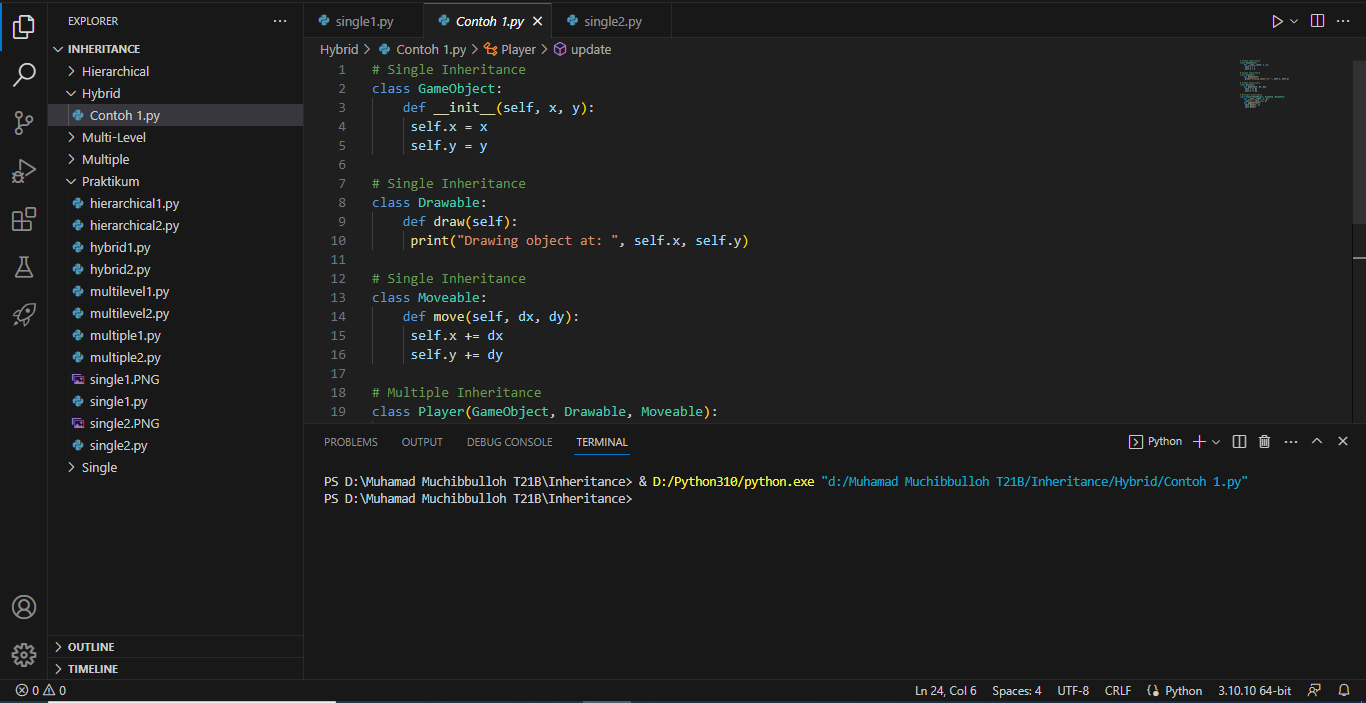 EXPLORER
INHERITANCE
Hierarchical
Hybrid
Contoh 1.py
Multi-Level
Multiple
Praktikum
hierarchical1.py
hierarchical2.py
hybrid1.py
hybrid2.py
multilevel1.py
multilevel2.py
multiple1.py
multiple2.py
single1.PNG
single1.py
single2.PNG
single2.py
Single
OUTLINE
TIMELINE
single1.py Contoh 1.py single2.py
Hybrid > Contoh 1.py > Player > update
1 # Single Inheritance
2 class GameObject:
3     def __init__(self, x, y):
4      self.x = x
5      self.y = y
6
7 # Single Inheritance
8 class Drawable:
9     def draw(self):
10      print("Drawing object at: ", self.x, self.y)
11
12 # Single Inheritance
13 class Moveable:
14     def move(self, dx, dy):
15      self.x += dx
16      self.y += dy
17
18 # Multiple Inheritance
19 class Player(GameObject, Drawable, Moveable):
PROBLEMS OUTPUT DEBUG CONSOLE TERMINAL Python
PS D:\Muhamad Muchibbulloh T21B\Inheritance> & D:/Python310/python.exe "d:/Muhamad Muchibbulloh T21B/Inheritance/Hybrid/Contoh 1.py"
PS D:\Muhamad Muchibbulloh T21B\Inheritance>
0 0 Ln 24, Col 6 Spaces: 4 UTF-8 CRLF Python 3.10.10 64-bit